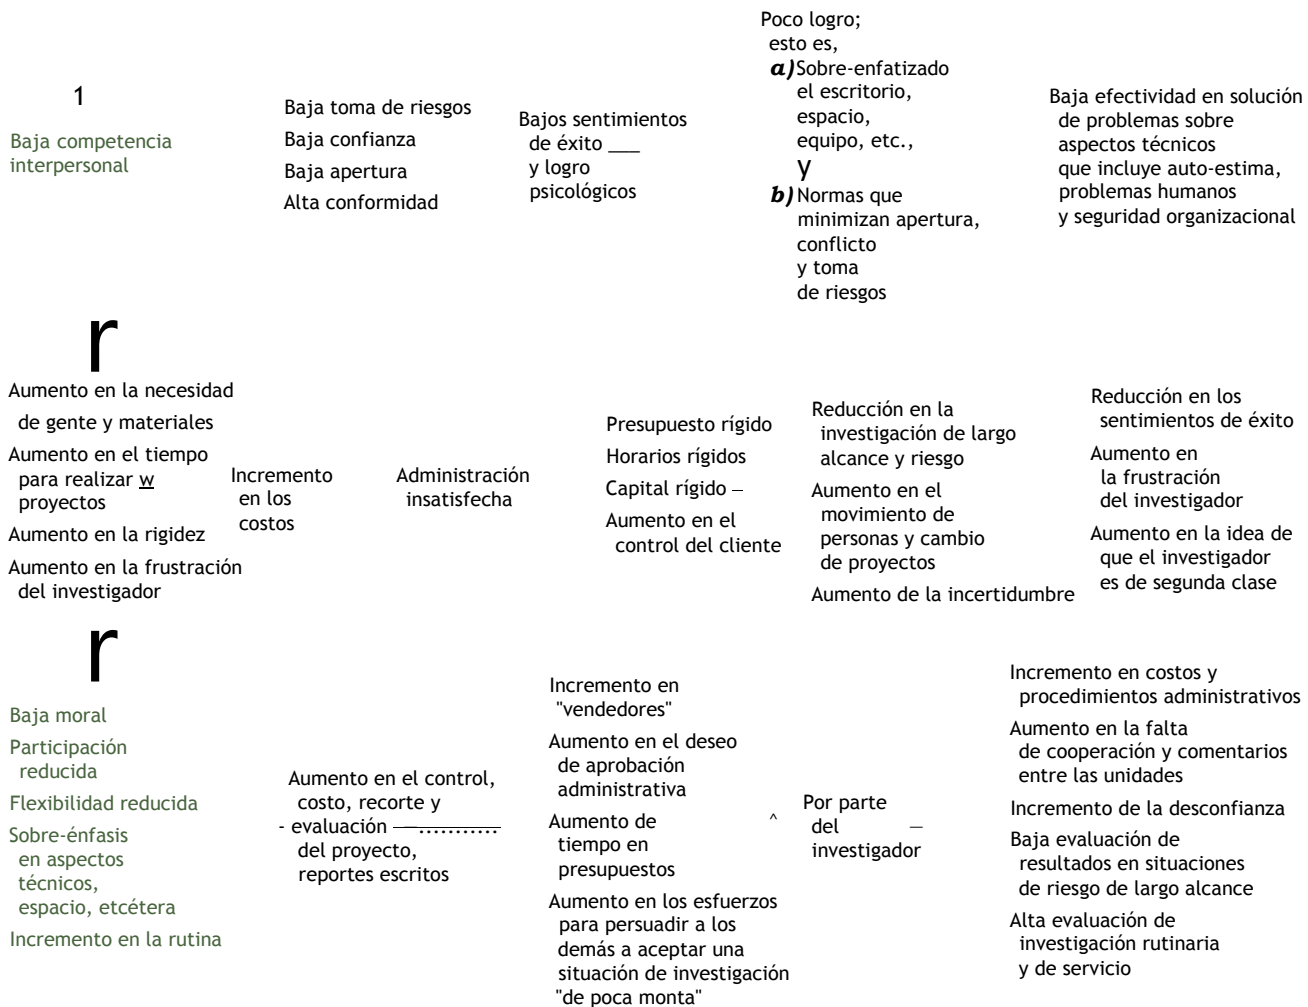 1
Baja competencia
interpersonal
Baja toma de riesgos
Baja confianza
Baja apertura
Alta conformidad
Bajos sentimientos
de éxito ___
y logro
psicológicos
Poco logro;
esto es,
a) Sobre-enfatizado
el escritorio,
espacio,
equipo, etc.,
y
b) Normas que
minimizan apertura,
conflicto
y toma
de riesgos
Baja efectividad en solución
de problemas sobre
aspectos técnicos
que incluye auto-estima,
problemas humanos
y seguridad organizacional
r
Aumento en la necesidad
de gente y materiales
Aumento en el tiempo
para realizar w
proyectos
Aumento en la rigidez
Aumento en la frustración
del investigador
Incremento
en los
costos
Administración
insatisfecha
Presupuesto rígido
Horarios rígidos
Capital rígido –
Aumento en el
control del cliente
Reducción en la
investigación de largo
alcance y riesgo
Aumento en el
movimiento de
personas y cambio
de proyectos
Aumento de la incertidumbre
Reducción en los
sentimientos de éxito
Aumento en
la frustración
del investigador
Aumento en la idea de
que el investigador
es de segunda clase
r
Baja moral
Participación
reducida
Flexibilidad reducida
Sobre-énfasis
en aspectos
técnicos,
espacio, etcétera
Incremento en la rutina
Aumento en el control,
costo, recorte y
- evaluación —...........
del proyecto,
reportes escritos
Incremento en
"vendedores"
Aumento en el deseo
de aprobación
administrativa
Aumento de ^
tiempo en
presupuestos
Aumento en los esfuerzos
para persuadir a los
demás a aceptar una
situación de investigación
"de poca monta"
Por parte
del –
investigador
Incremento en costos y
procedimientos administrativos
Aumento en la falta
de cooperación y comentarios
entre las unidades
Incremento de la desconfianza
Baja evaluación de
resultados en situaciones
de riesgo de largo alcance
Alta evaluación de
investigación rutinaria
y de servicio